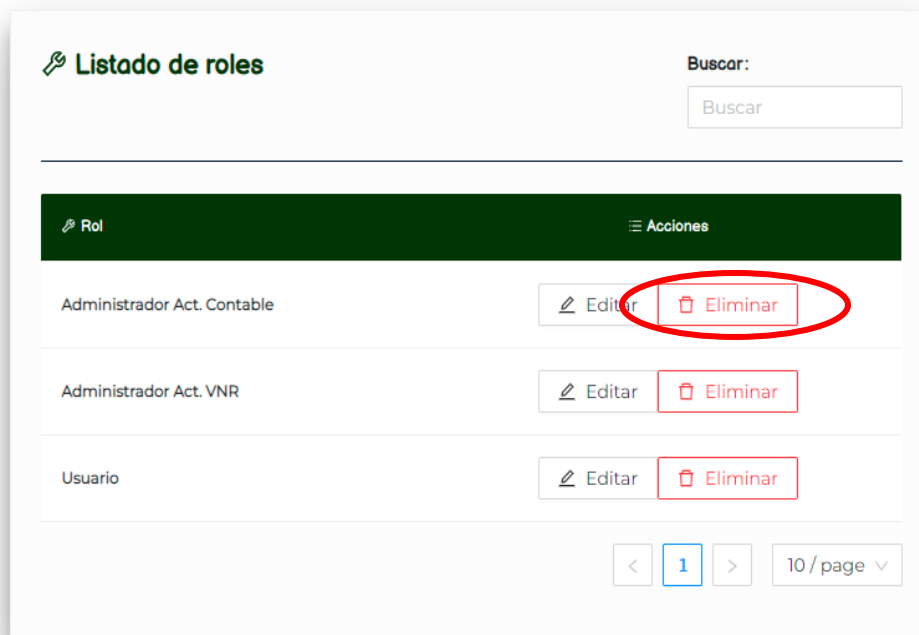 Listado de roles
Buscar:
Buscar
Rol
Acciones
Administrador Act. Contable
Editar
Eliminar
Administrador Act. VNR
Editar
Eliminar
Usuario
Editar
Eliminar
< 1 > 10 / page